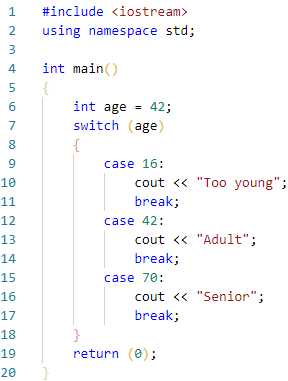 1 #include <iostream>
2 using namespace std;
3
4 int main()
5 {
6     int age = 42;
7     switch (age)
8     {
9         case 16:
10             cout << "Too young";
11             break;
12         case 42:
13             cout << "Adult";
14             break;
15         case 70:
16             cout << "Senior";
17             break;
18     }
19     return (0);
20 }